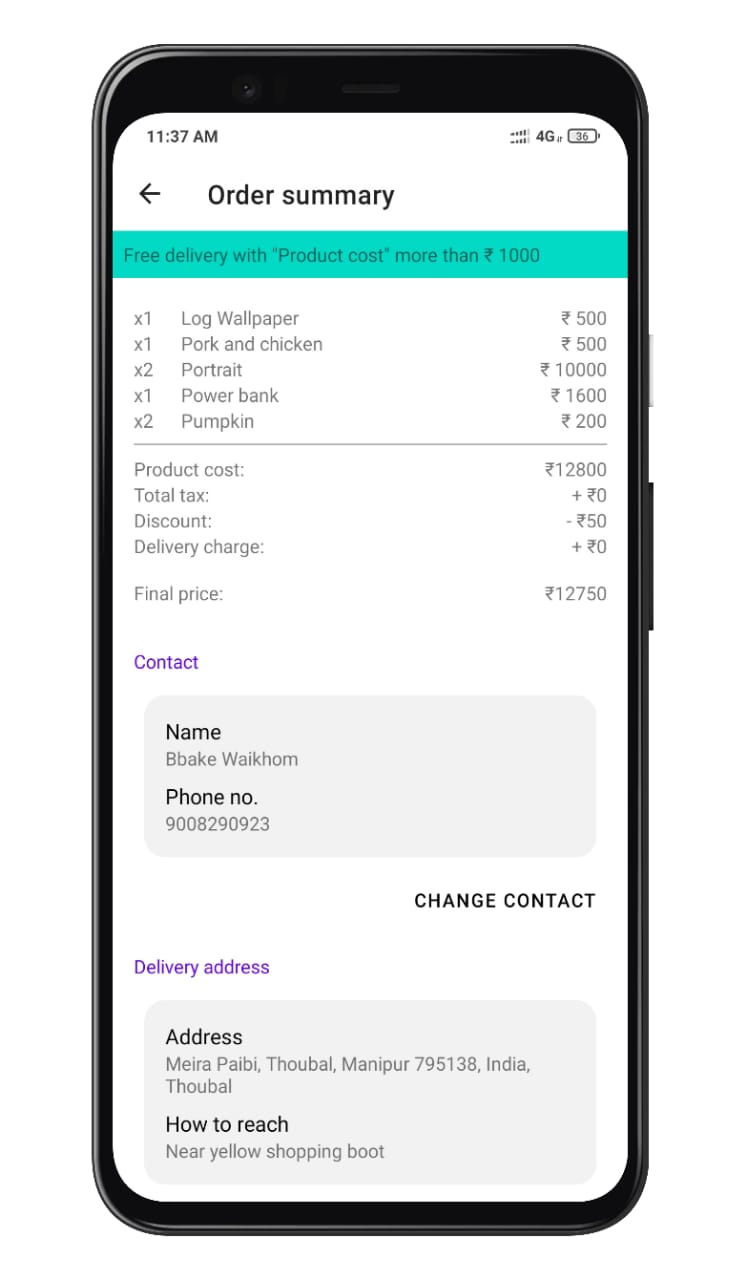 11:37 AM 4G 36
Order summary
Free delivery with "Product cost" more than ₹ 1000
x1 Log Wallpaper ₹ 500
x1 Pork and chicken ₹ 500
x2 Portrait ₹ 10000
x1 Power bank ₹ 1600
x2 Pumpkin ₹ 200
Product cost: ₹12800
Total tax: + ₹0
Discount: - ₹50
Delivery charge: + ₹0
Final price: ₹12750
Contact
Name
Bbake Waikhom
Phone no.
9008290923
CHANGE CONTACT
Delivery address
Address
Meira Paibi, Thoubal, Manipur 795138, India,
Thoubal
How to reach
Near yellow shopping boot